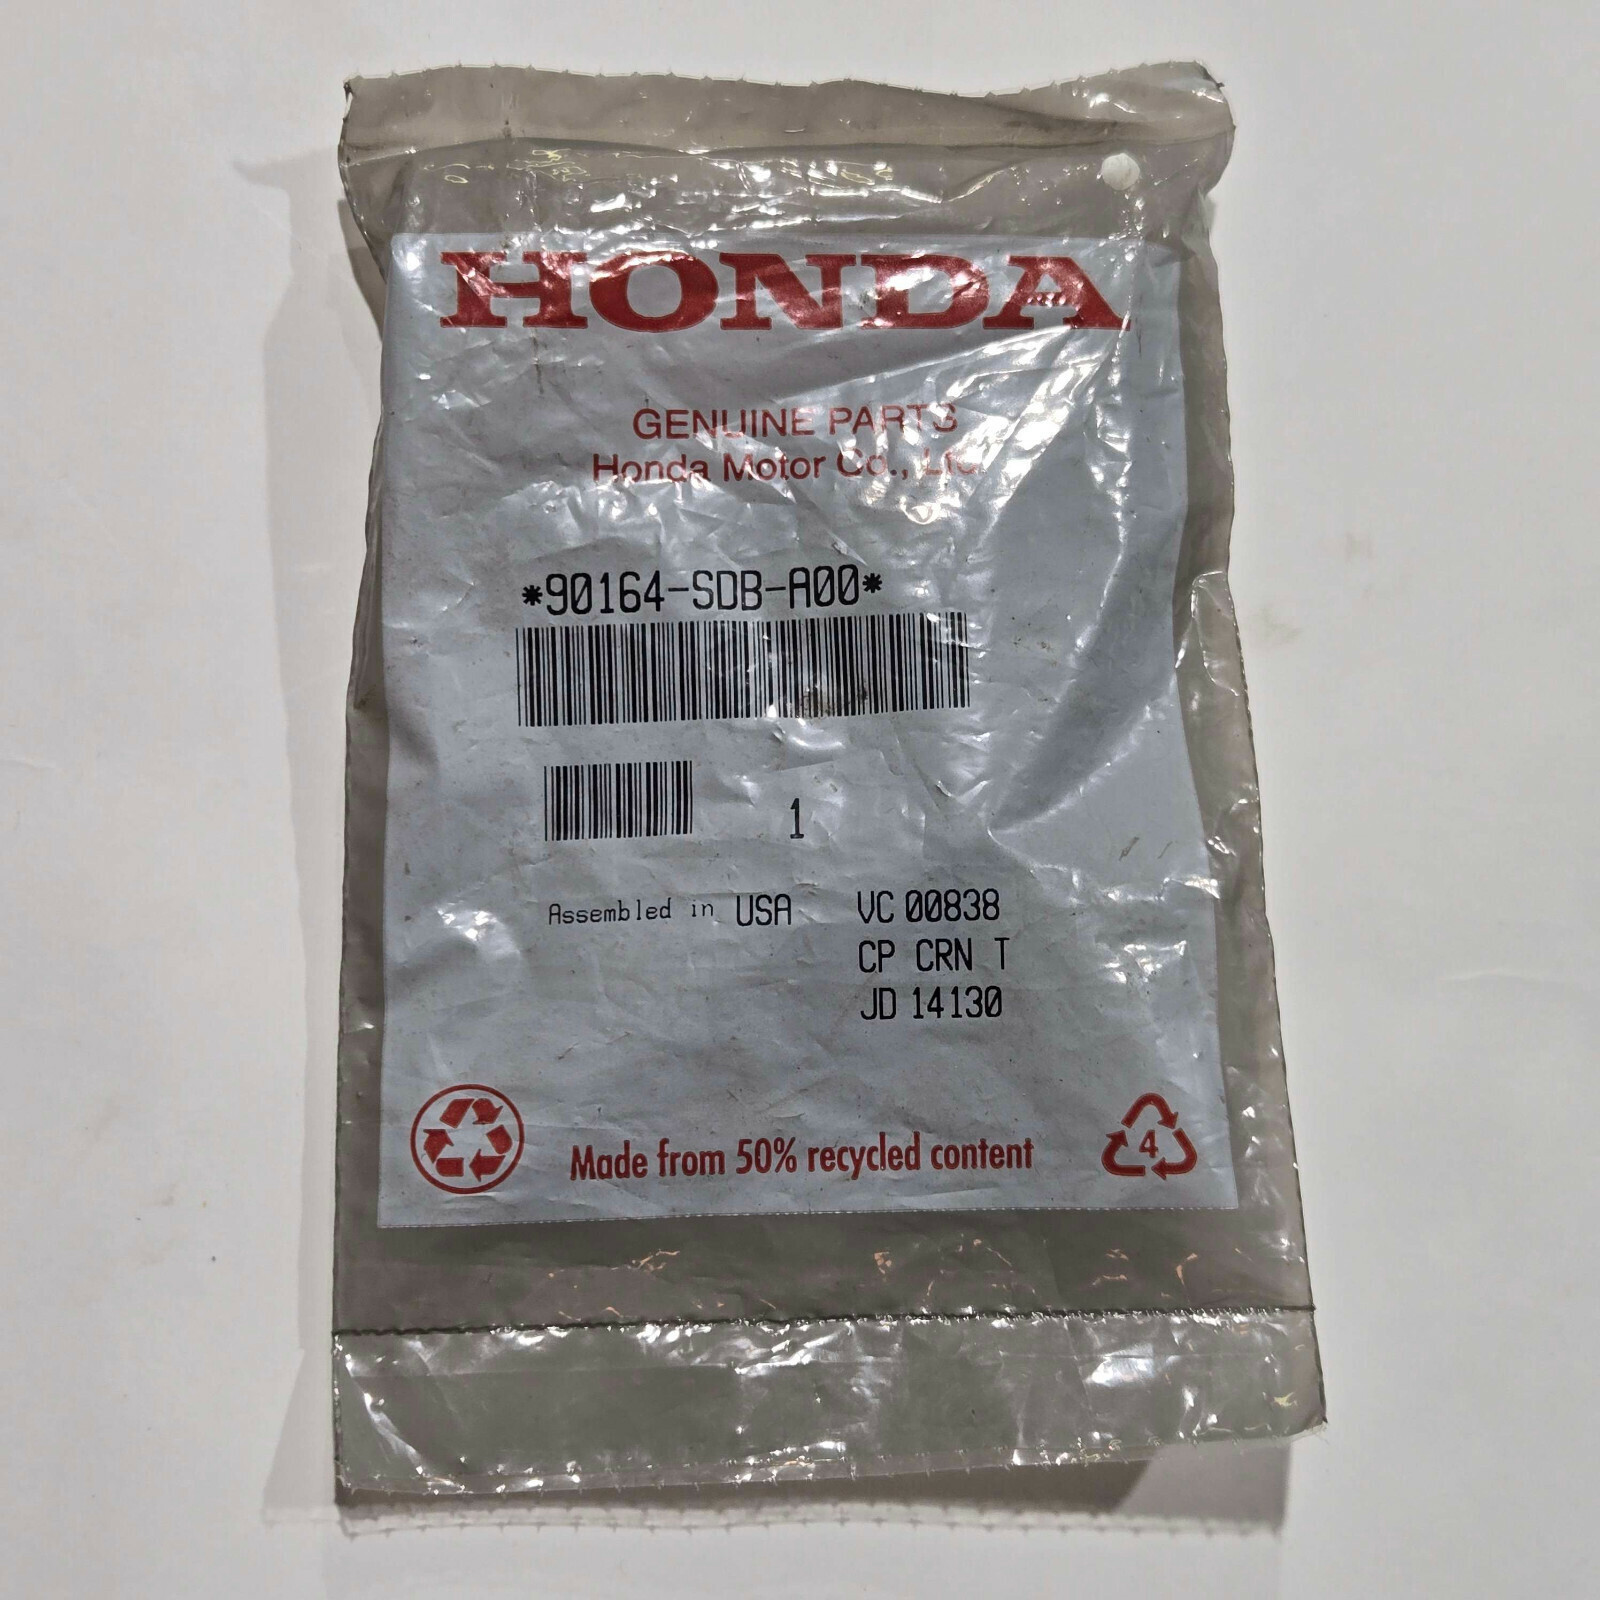 HONDA
GENUINE PARTS
Honda Motor Co., Ltd.
*90164-SDB-A00*
1
Assembled in USA VC 00838
CP CRN T
JD 14130
Made from 50% recycled content
4